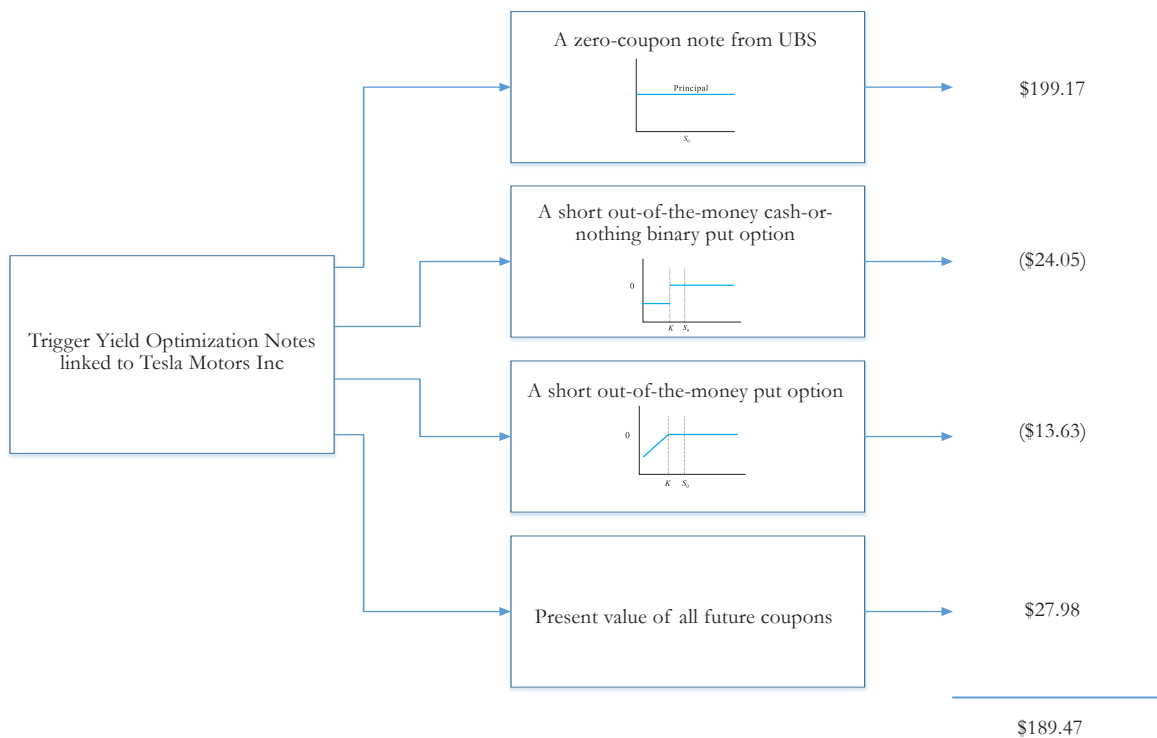 A zero-coupon note from UBS
Principal
S₀
$199.17
A short out-of-the-money cash-or-
nothing binary put option
0
K
S₀
($24.05)
Trigger Yield Optimization Notes
linked to Tesla Motors Inc
A short out-of-the-money put option
0
K
S₀
($13.63)
Present value of all future coupons
$27.98
$189.47